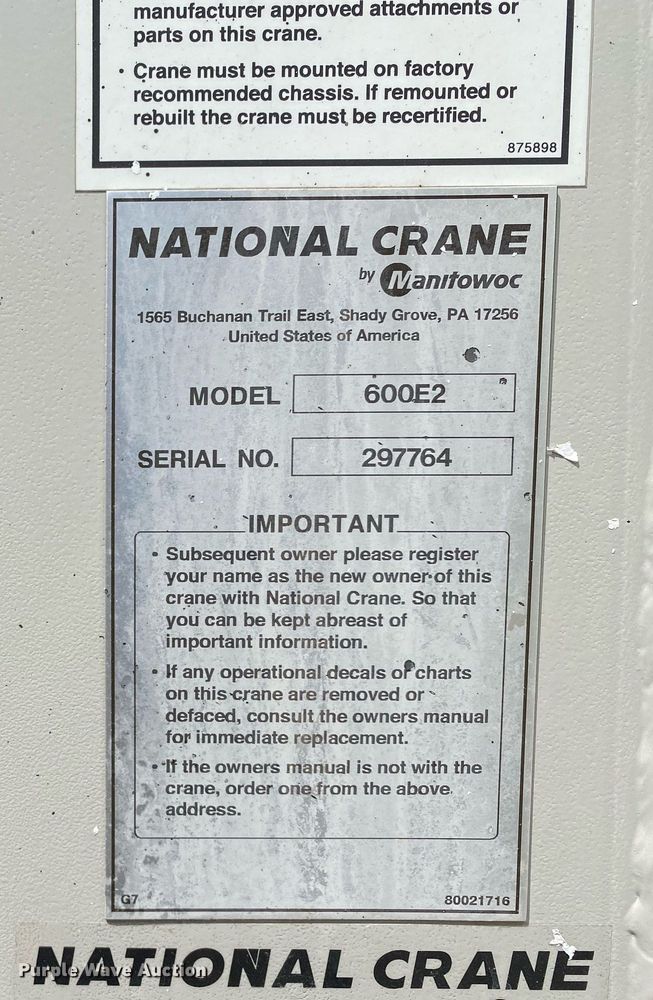 manufacturer approved attachments or
parts on this crane.
• Crane must be mounted on factory
recommended chassis. If remounted or
rebuilt the crane must be recertified.
875898
NATIONAL CRANE
by Manitowoc
1565 Buchanan Trail East, Shady Grove, PA 17256
United States of America
MODEL 600E2
SERIAL NO. 297764
IMPORTANT
• Subsequent owner please register
your name as the new owner of this
crane with National Crane. So that
you can be kept abreast of
important information.
• If any operational decals or charts
on this crane are removed or
defaced, consult the owners manual
for immediate replacement.
• If the owners manual is not with the
crane, order one from the above
address.
G7 80021716
NATIONAL CRANE
Purple Wave Auction